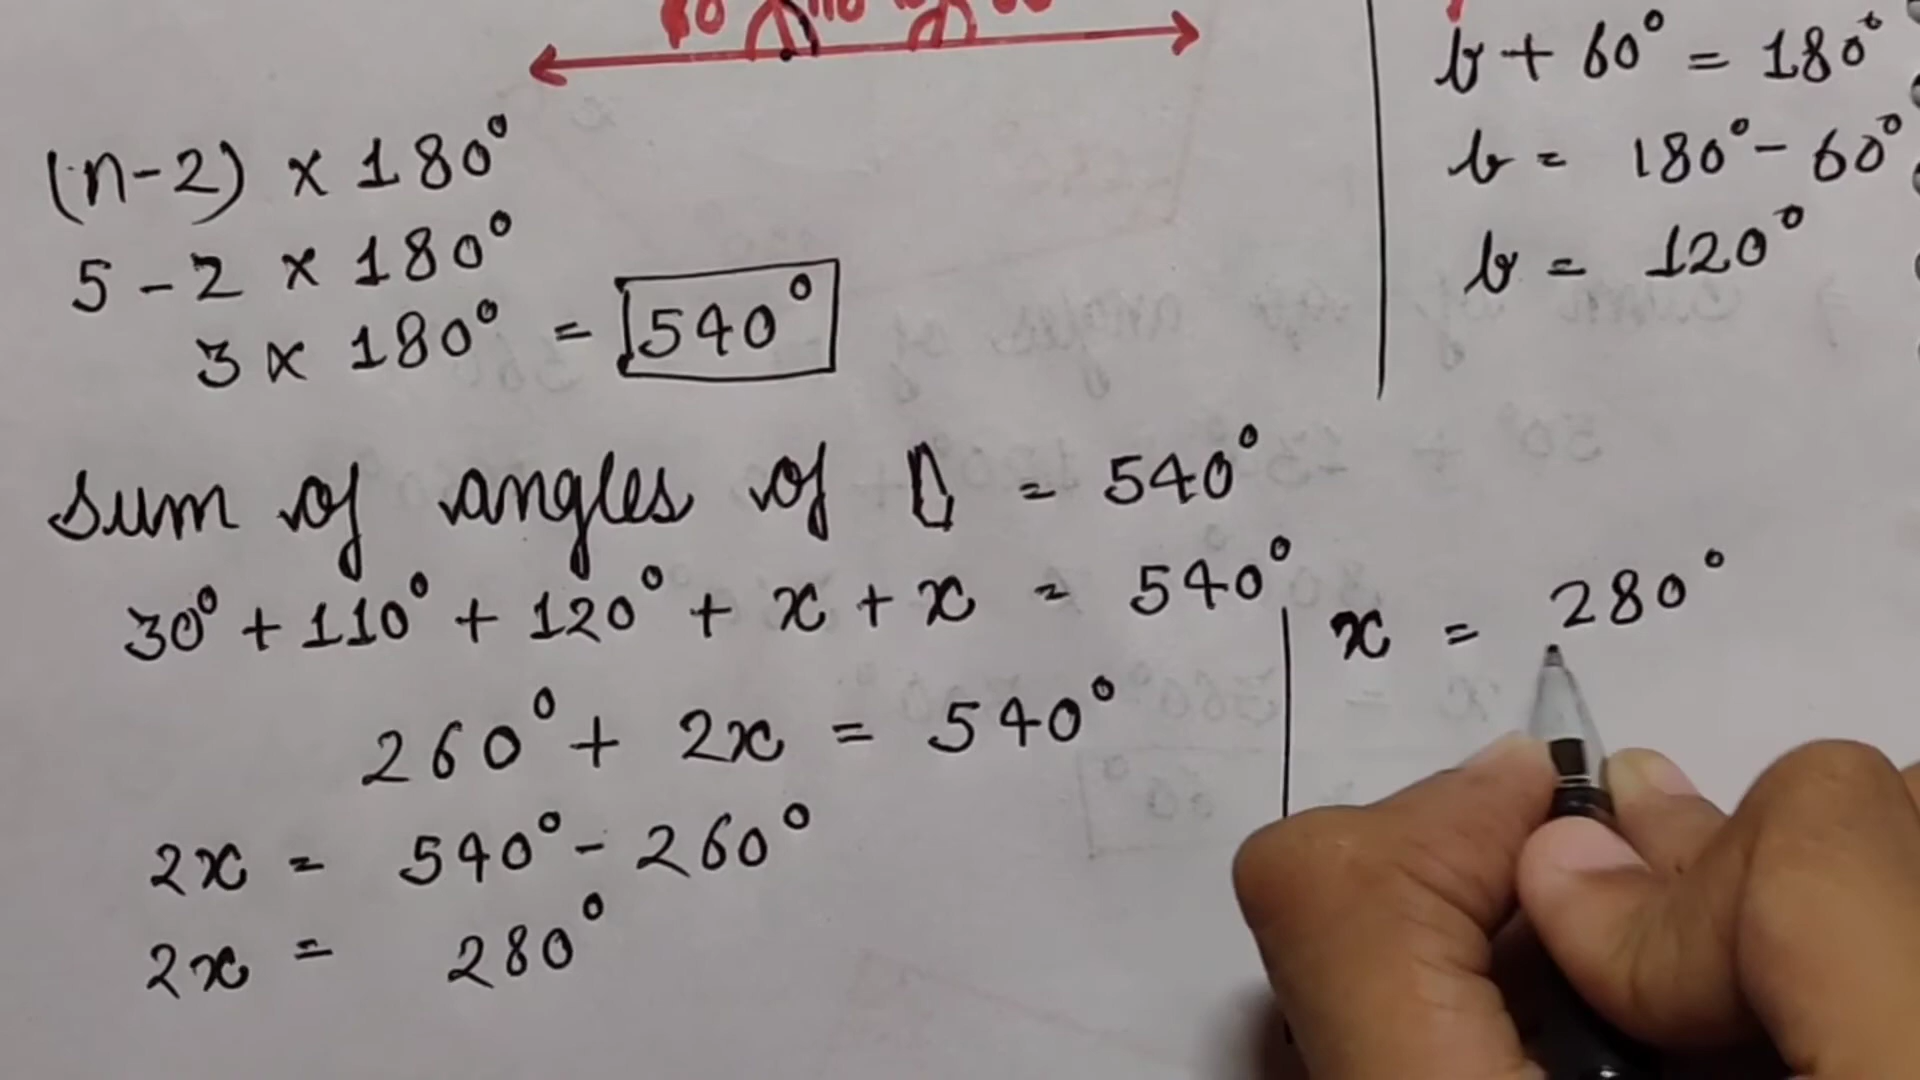 110
b + 60° = 180°
b = 180° - 60°
b = 120°
(n-2) × 180°
5 - 2 × 180°
3 × 180° = 540°
Sum of angles of = 540°
30° + 110° + 120° + x + x = 540°
260° + 2x = 540°
2x = 540° - 260°
2x = 280°
x = 280°